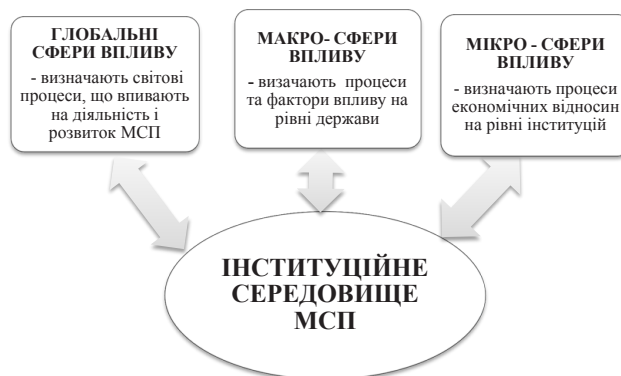 ГЛОБАЛЬНІ
СФЕРИ ВПЛИВУ
- визначають світові
процеси, що впивають
на діяльність і
розвиток МСП
МАКРО- СФЕРИ
ВПЛИВУ
- визачають процеси
та фактори впливу на
рівні держави
МІКРО - СФЕРИ
ВПЛИВУ
- визначають процеси
економічних відносин
на рівні інституцій
ІНСТИТУЦІЙНЕ
СЕРЕДОВИЩЕ
МСП